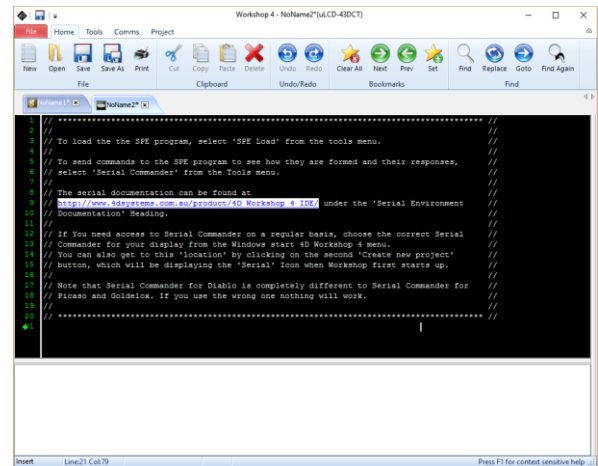 Workshop 4 - NoName2*(uLCD-43DCT)
File Home Tools Comms Project
New Open Save Save As Print Cut Copy Paste Delete Undo Redo Clear All Next Prev Set Find Replace Goto Find Again
File Clipboard Undo/Redo Bookmarks Find
NoName1* NoName2*
1 // ************************************************************************************* //
2 // //
3 // To load the the SPE program, select 'SPE Load' from the tools menu. //
4 // //
5 // To send commands to the SPE program to see how they are formed and their responses, //
6 // select 'Serial Commander' from the Tools menu. //
7 // //
8 // The serial documentation can be found at //
9 // http://www.4dsystems.com.au/product/4D_Workshop_4_IDE/ under the 'Serial Environment //
10 // Documentation' Heading. //
11 // //
12 // If You need access to Serial Commander on a regular basis, choose the correct Serial //
13 // Commander for your display from the Windows start 4D Workshop 4 menu. //
14 // You can also get to this 'location' by clicking on the second 'Create new project' //
15 // button, which will be displaying the 'Serial' Icon when Workshop first starts up. //
16 // //
17 // Note that Serial Commander for Diablo is completely different to Serial Commander for //
18 // Picaso and Goldelox. If you use the wrong one nothing will work. //
19 // //
20 // ************************************************************************************* //
21
Insert Line:21 Col:79 Press F1 for context sensitive help